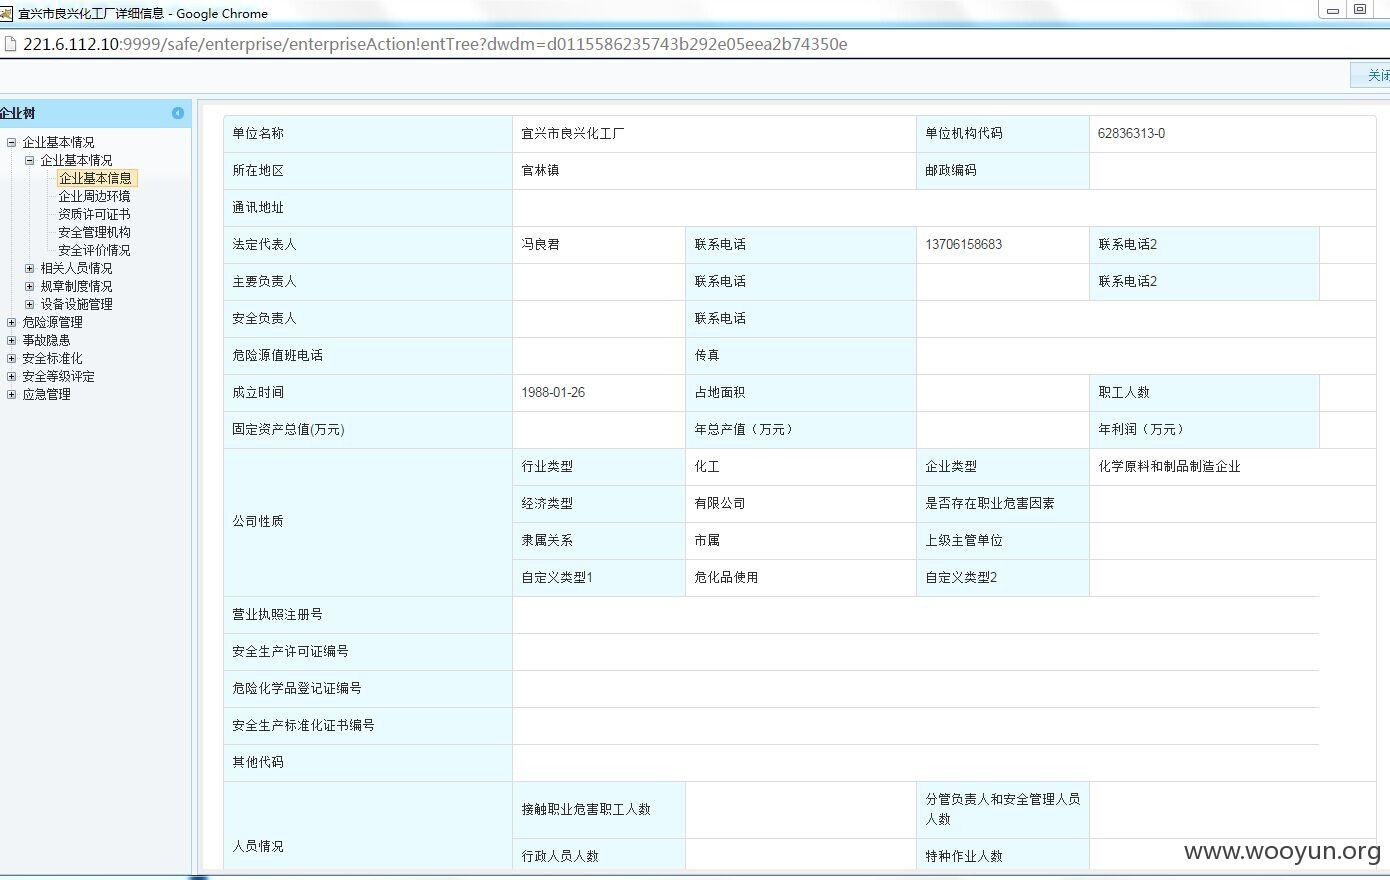 宜兴市良兴化工厂详细信息 - Google Chrome
221.6.112.10:9999/safe/enterprise/enterpriseAction!entTree?dwdm=d0115586235743b292e05eea2b74350e
关闭
企业树
企业基本情况
企业基本情况
企业基本信息
企业周边环境
资质许可证书
安全管理机构
安全评价情况
相关人员情况
规章制度情况
设备设施管理
危险源管理
事故隐患
安全标准化
安全等级评定
应急管理
单位名称 宜兴市良兴化工厂 单位机构代码 62836313-0
所在地区 官林镇 邮政编码
通讯地址
法定代表人 冯良君 联系电话 13706158683 联系电话2
主要负责人 联系电话 联系电话2
安全负责人 联系电话
危险源值班电话 传真
成立时间 1988-01-26 占地面积 职工人数
固定资产总值(万元) 年总产值（万元） 年利润（万元）
公司性质
行业类型 化工 企业类型 化学原料和制品制造企业
经济类型 有限公司 是否存在职业危害因素
隶属关系 市属 上级主管单位
自定义类型1 危化品使用 自定义类型2
营业执照注册号
安全生产许可证编号
危险化学品登记证编号
安全生产标准化证书编号
其他代码
人员情况
接触职业危害职工人数 分管负责人和安全管理人员
人数
行政人员人数 特种作业人数
www.wooyun.org